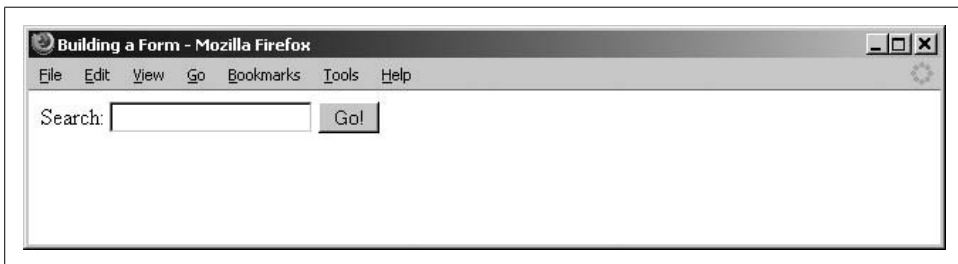 Building a Form - Mozilla Firefox
File Edit View Go Bookmarks Tools Help
Search: Go!